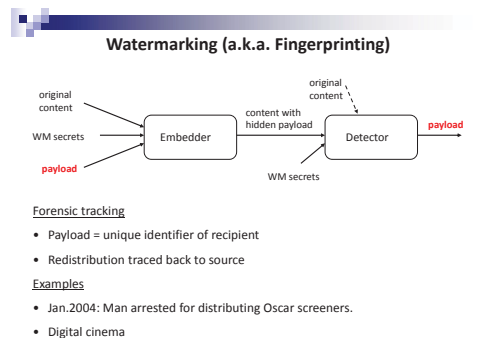 Watermarking (a.k.a. Fingerprinting)
original
content
original
content
WM secrets
Embedder
content with
hidden payload
Detector
payload
payload
WM secrets
Forensic tracking
• Payload = unique identifier of recipient
• Redistribution traced back to source
Examples
• Jan.2004: Man arrested for distributing Oscar screeners.
• Digital cinema